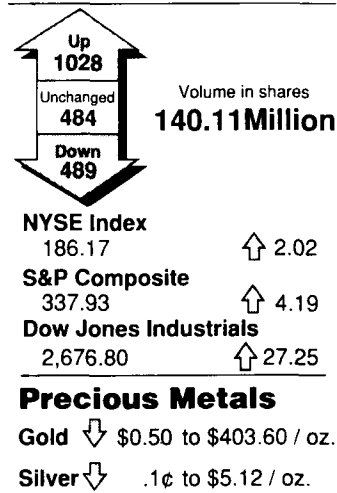 Up
1028
Unchanged
484
Down
489
Volume in shares
140.11Million
NYSE Index
186.17 2.02
S&P Composite
337.93 4.19
Dow Jones Industrials
2,676.80 27.25
Precious Metals
Gold $0.50 to $403.60 / oz.
Silver .1¢ to $5.12 / oz.